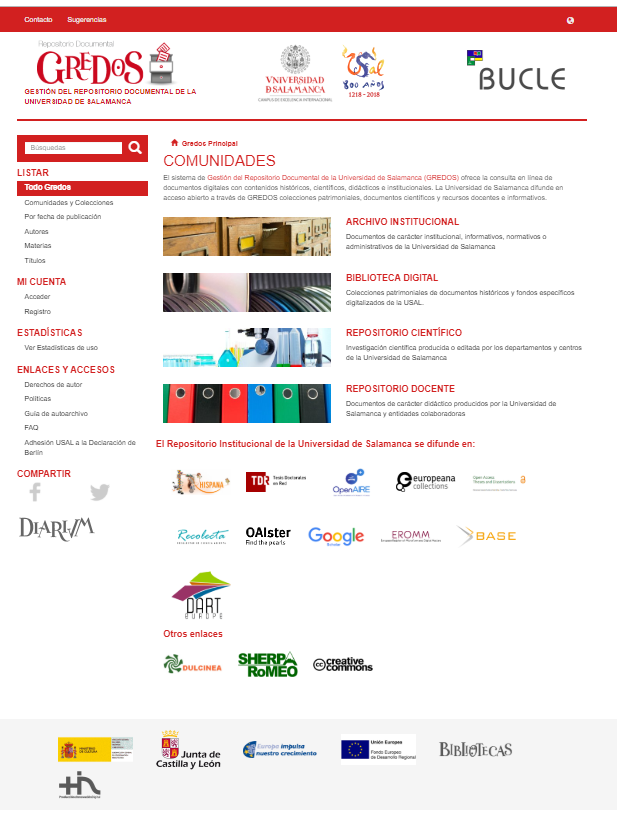 Contacto Sugerencias
Repositorio Documental
GREDOS
GESTIÓN DEL REPOSITORIO DOCUMENTAL DE LA
UNIVERSIDAD DE SALAMANCA
VNiVERSiDAD
D SALAMANCA
CAMPUS DE EXCELENCIA INTERNACIONAL
800 AÑOS
1218 - 2018
BUCLE
Búsquedas
LISTAR
Todo Gredos
Comunidades y Colecciones
Por fecha de publicación
Autores
Materias
Títulos
MI CUENTA
Acceder
Registro
ESTADÍSTICAS
Ver Estadísticas de uso
ENLACES Y ACCESOS
Derechos de autor
Políticas
Guía de autoarchivo
FAQ
Adhesión USAL a la Declaración de
Berlín
COMPARTIR
DIARIVM
Gredos Principal
COMUNIDADES
El sistema de Gestión del Repositorio Documental de la Universidad de Salamanca (GREDOS) ofrece la consulta en línea de
documentos digitales con contenidos históricos, científicos, didácticos e institucionales. La Universidad de Salamanca difunde en
acceso abierto a través de GREDOS colecciones patrimoniales, documentos científicos y recursos docentes e informativos.
ARCHIVO INSTITUCIONAL
Documentos de carácter institucional, informativos, normativos o
administrativos de la Universidad de Salamanca
BIBLIOTECA DIGITAL
Colecciones patrimoniales de documentos históricos y fondos específicos
digitalizados de la USAL.
REPOSITORIO CIENTÍFICO
Investigación científica producida o editada por los departamentos y centros
de la Universidad de Salamanca
REPOSITORIO DOCENTE
Documentos de carácter didáctico producidos por la Universidad de
Salamanca y entidades colaboradoras
El Repositorio Institucional de la Universidad de Salamanca se difunde en:
HISPANA
TDR Tesis Doctorales
en Red
OpenAIRE
europeana
collections
Open Access
Theses and Dissertations
Recolecta
OAIster
Find the pearls
Google
EROMM
BASE
DART
EUROPE
Otros enlaces
DULCINEA
SHERPA
RoMEO
cc creative
commons
Junta de
Castilla y León
Europa impulsa
nuestro crecimiento
Unión Europea
Fondo Europeo
de Desarrollo Regional
BIBLIOTECAS